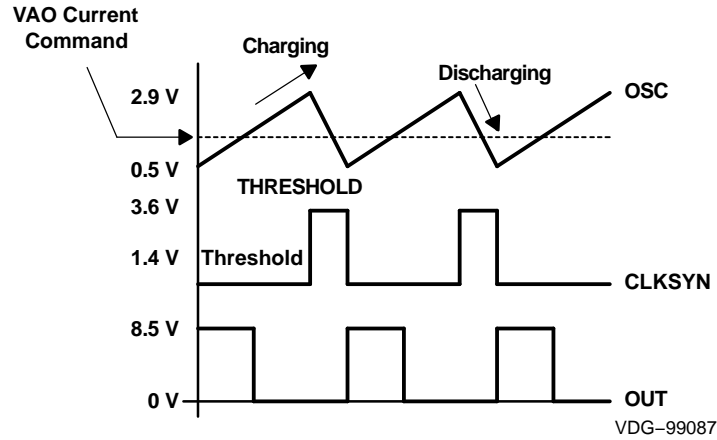 VAO Current
Command
Charging
Discharging
2.9 V
OSC
0.5 V
THRESHOLD
3.6 V
1.4 V
Threshold
CLKSYN
8.5 V
0 V
OUT
VDG−99087